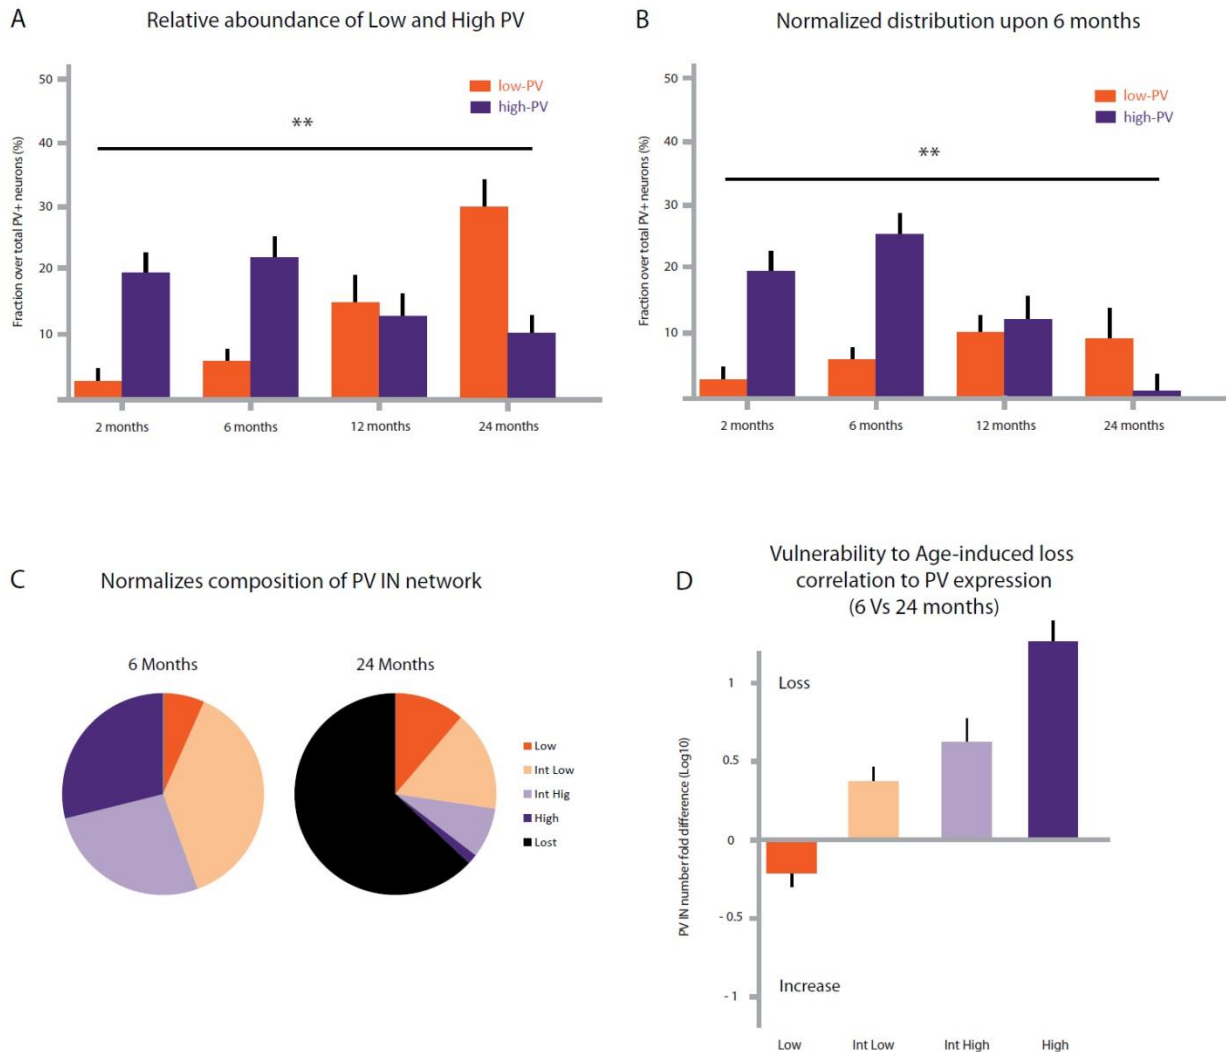 A
Relative aboundance of Low and High PV
Fraction over total PV+ neurons (%)
50
40
30
20
10
low-PV
high-PV
**
2 months
6 months
12 months
24 months
B
Normalized distribution upon 6 months
Fraction over total PV+ neurons (%)
50
40
30
20
10
low-PV
high-PV
**
2 months
6 months
12 months
24 months
C
Normalizes composition of PV IN network
6 Months
24 Months
Low
Int Low
Int Hig
High
Lost
D
Vulnerability to Age-induced loss
correlation to PV expression
(6 Vs 24 months)
PV IN number fold difference (Log10)
1
0.5
0
- 0.5
- 1
Loss
Increase
Low
Int Low
Int High
High